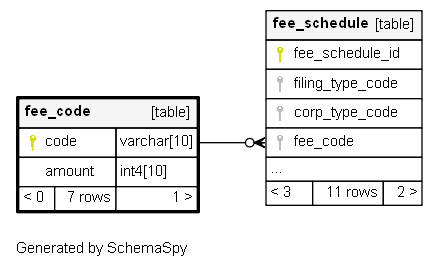 fee_schedule [table]
fee_schedule_id
filing_type_code
corp_type_code
fee_code
...
< 3 11 rows 2 >
fee_code [table]
code varchar[10]
amount int4[10]
< 0 7 rows 1 >
Generated by SchemaSpy